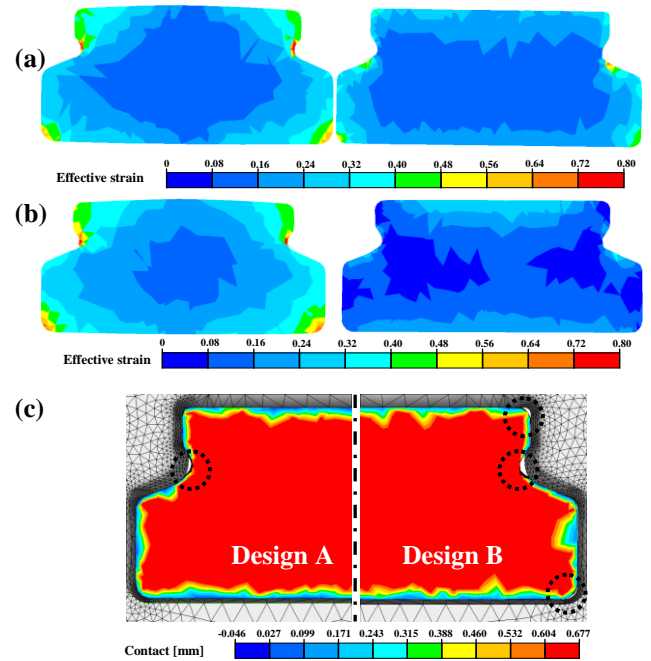 (a)
0 0.08 0.16 0.24 0.32 0.40 0.48 0.56 0.64 0.72 0.80
Effective strain
(b)
0 0.08 0.16 0.24 0.32 0.40 0.48 0.56 0.64 0.72 0.80
Effective strain
(c)
Design A Design B
-0.046 0.027 0.099 0.171 0.243 0.315 0.388 0.460 0.532 0.604 0.677
Contact [mm]